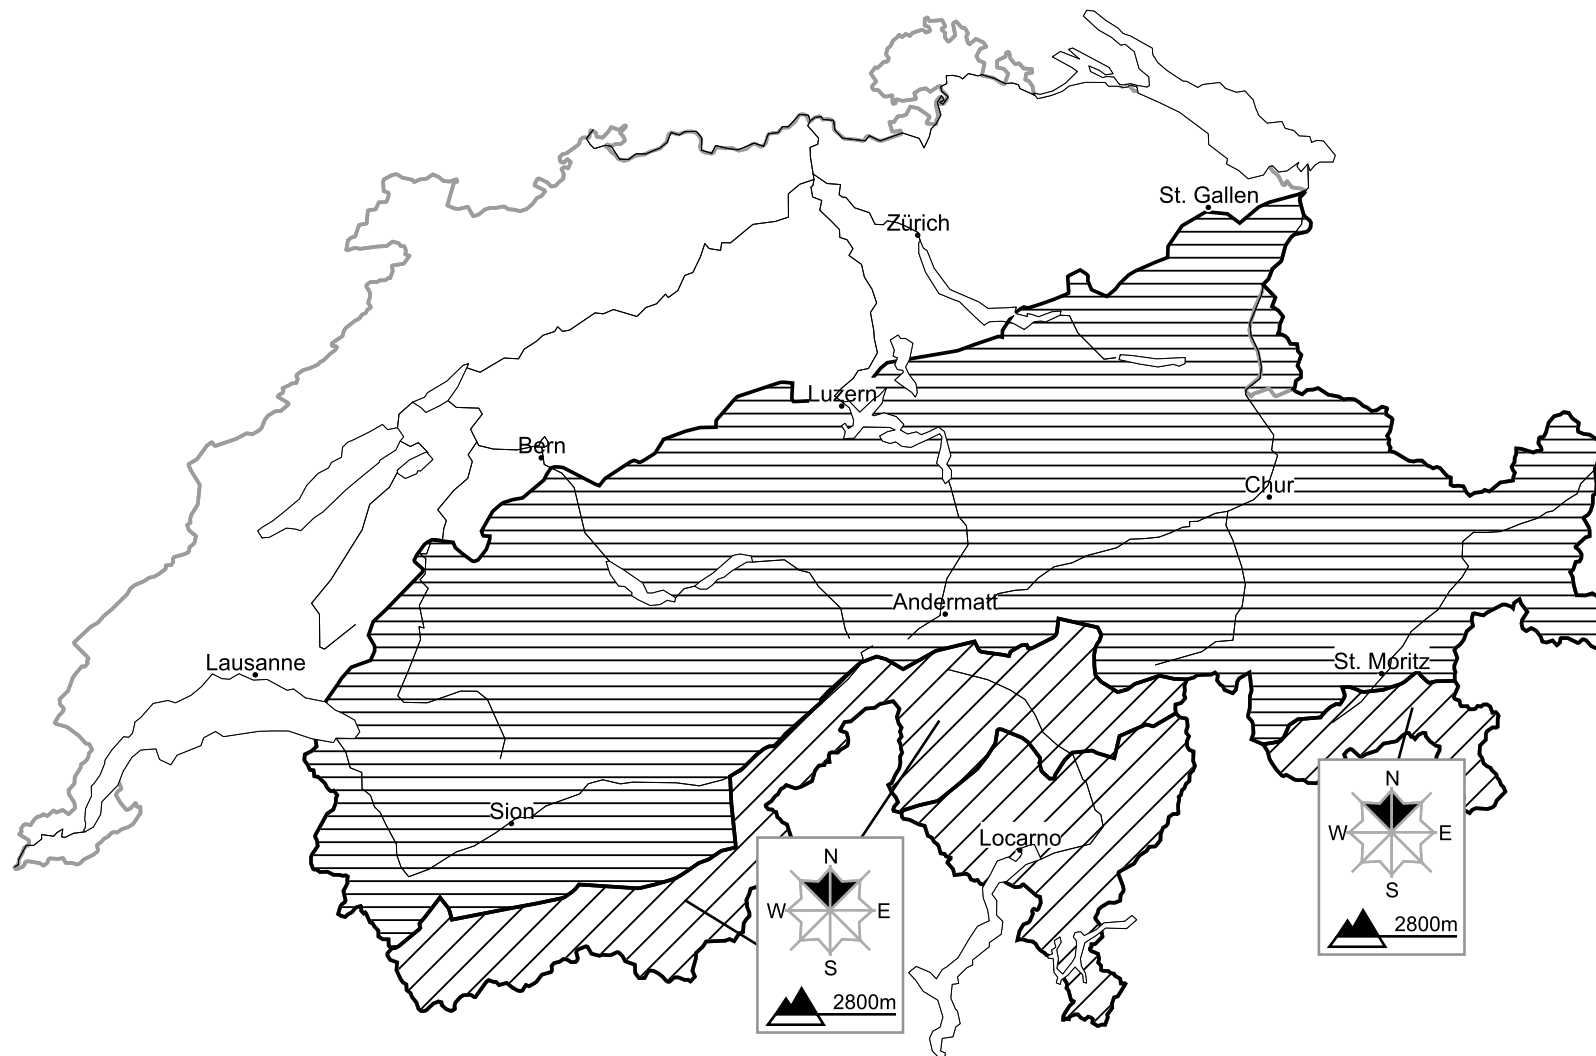 St. Gallen
Zürich
Luzern
Bern
Chur
Andermatt
Lausanne
St. Moritz
Sion
Locarno
N
W E
S
2800m
N
W E
S
2800m